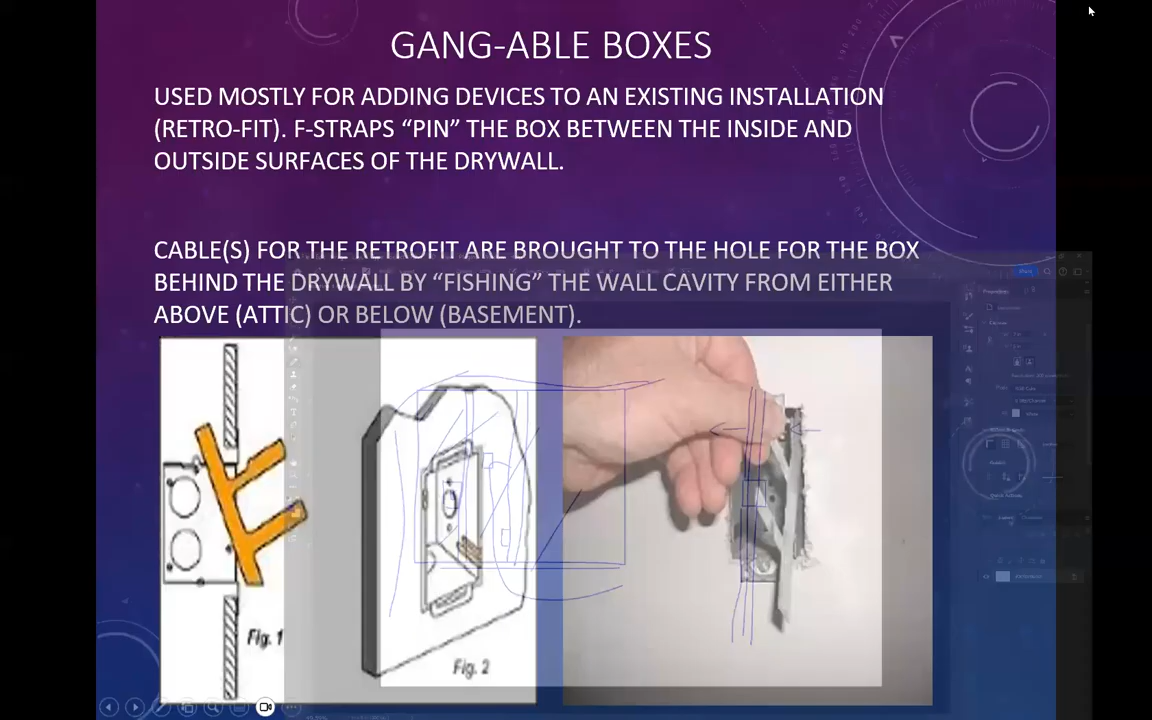 GANG-ABLE BOXES
USED MOSTLY FOR ADDING DEVICES TO AN EXISTING INSTALLATION
(RETRO-FIT). F-STRAPS “PIN” THE BOX BETWEEN THE INSIDE AND
OUTSIDE SURFACES OF THE DRYWALL.
CABLE(S) FOR THE RETROFIT ARE BROUGHT TO THE HOLE FOR THE BOX
BEHIND THE DRYWALL BY “FISHING” THE WALL CAVITY FROM EITHER
ABOVE (ATTIC) OR BELOW (BASEMENT).
Fig. 1
Fig. 2